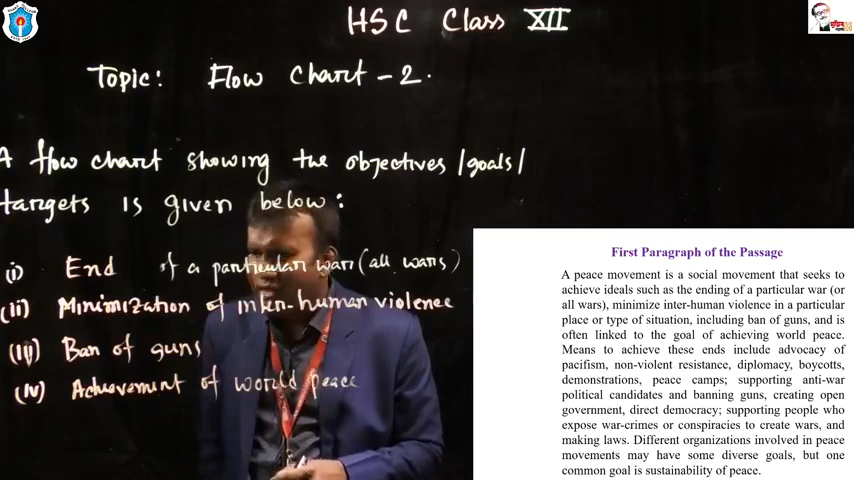 HSC Class XII
Topic: Flow Chart - 2.
A flow chart showing the objectives/goals/
targets is given below:
(i) End of a particular war (all wars)
(ii) Minimization of inter-human violence
(iii) Ban of guns
(iv) Achievement of world peace
First Paragraph of the Passage
A peace movement is a social movement that seeks to
achieve ideals such as the ending of a particular war (or
all wars), minimize inter-human violence in a particular
place or type of situation, including ban of guns, and is
often linked to the goal of achieving world peace.
Means to achieve these ends include advocacy of
pacifism, non-violent resistance, diplomacy, boycotts,
demonstrations, peace camps; supporting anti-war
political candidates and banning guns, creating open
government, direct democracy; supporting people who
expose war-crimes or conspiracies to create wars, and
making laws. Different organizations involved in peace
movements may have some diverse goals, but one
common goal is sustainability of peace.